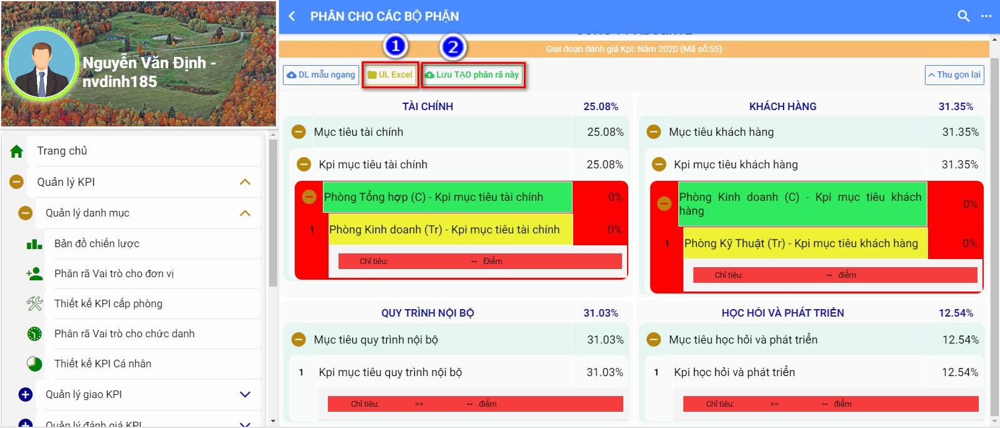 Nguyễn Văn Định -
nvdinh185
Trang chủ
Quản lý KPI
Quản lý danh mục
Bản đồ chiến lược
Phân rã Vai trò cho đơn vị
Thiết kế KPI cấp phòng
Phân rã Vai trò cho chức danh
Thiết kế KPI Cá nhân
Quản lý giao KPI
Quản lý đánh giá KPI
PHÂN CHO CÁC BỘ PHẬN
Giai đoạn đánh giá Kpi: Năm 2020 (Mã số:55)
1 2
DL mẫu ngang UL Excel Lưu TẠO phân rã này Thu gọn lại
TÀI CHÍNH 25.08%
Mục tiêu tài chính 25.08%
Kpi mục tiêu tài chính 25.08%
Phòng Tổng hợp (C) - Kpi mục tiêu tài chính 0%
1 Phòng Kinh doanh (Tr) - Kpi mục tiêu tài chính 0%
Chỉ tiêu: -- Điểm
KHÁCH HÀNG 31.35%
Mục tiêu khách hàng 31.35%
Kpi mục tiêu khách hàng 31.35%
Phòng Kinh doanh (C) - Kpi mục tiêu khách
hàng 0%
1 Phòng Kỹ Thuật (Tr) - Kpi mục tiêu khách hàng 0%
Chỉ tiêu: -- điểm
QUY TRÌNH NỘI BỘ 31.03%
Mục tiêu quy trình nội bộ 31.03%
1 Kpi mục tiêu quy trình nội bộ 31.03%
Chỉ tiêu: >= -- điểm
HỌC HỎI VÀ PHÁT TRIỂN 12.54%
Mục tiêu học hỏi và phát triển 12.54%
1 Kpi học hỏi và phát triển 12.54%
Chỉ tiêu: >= -- điểm